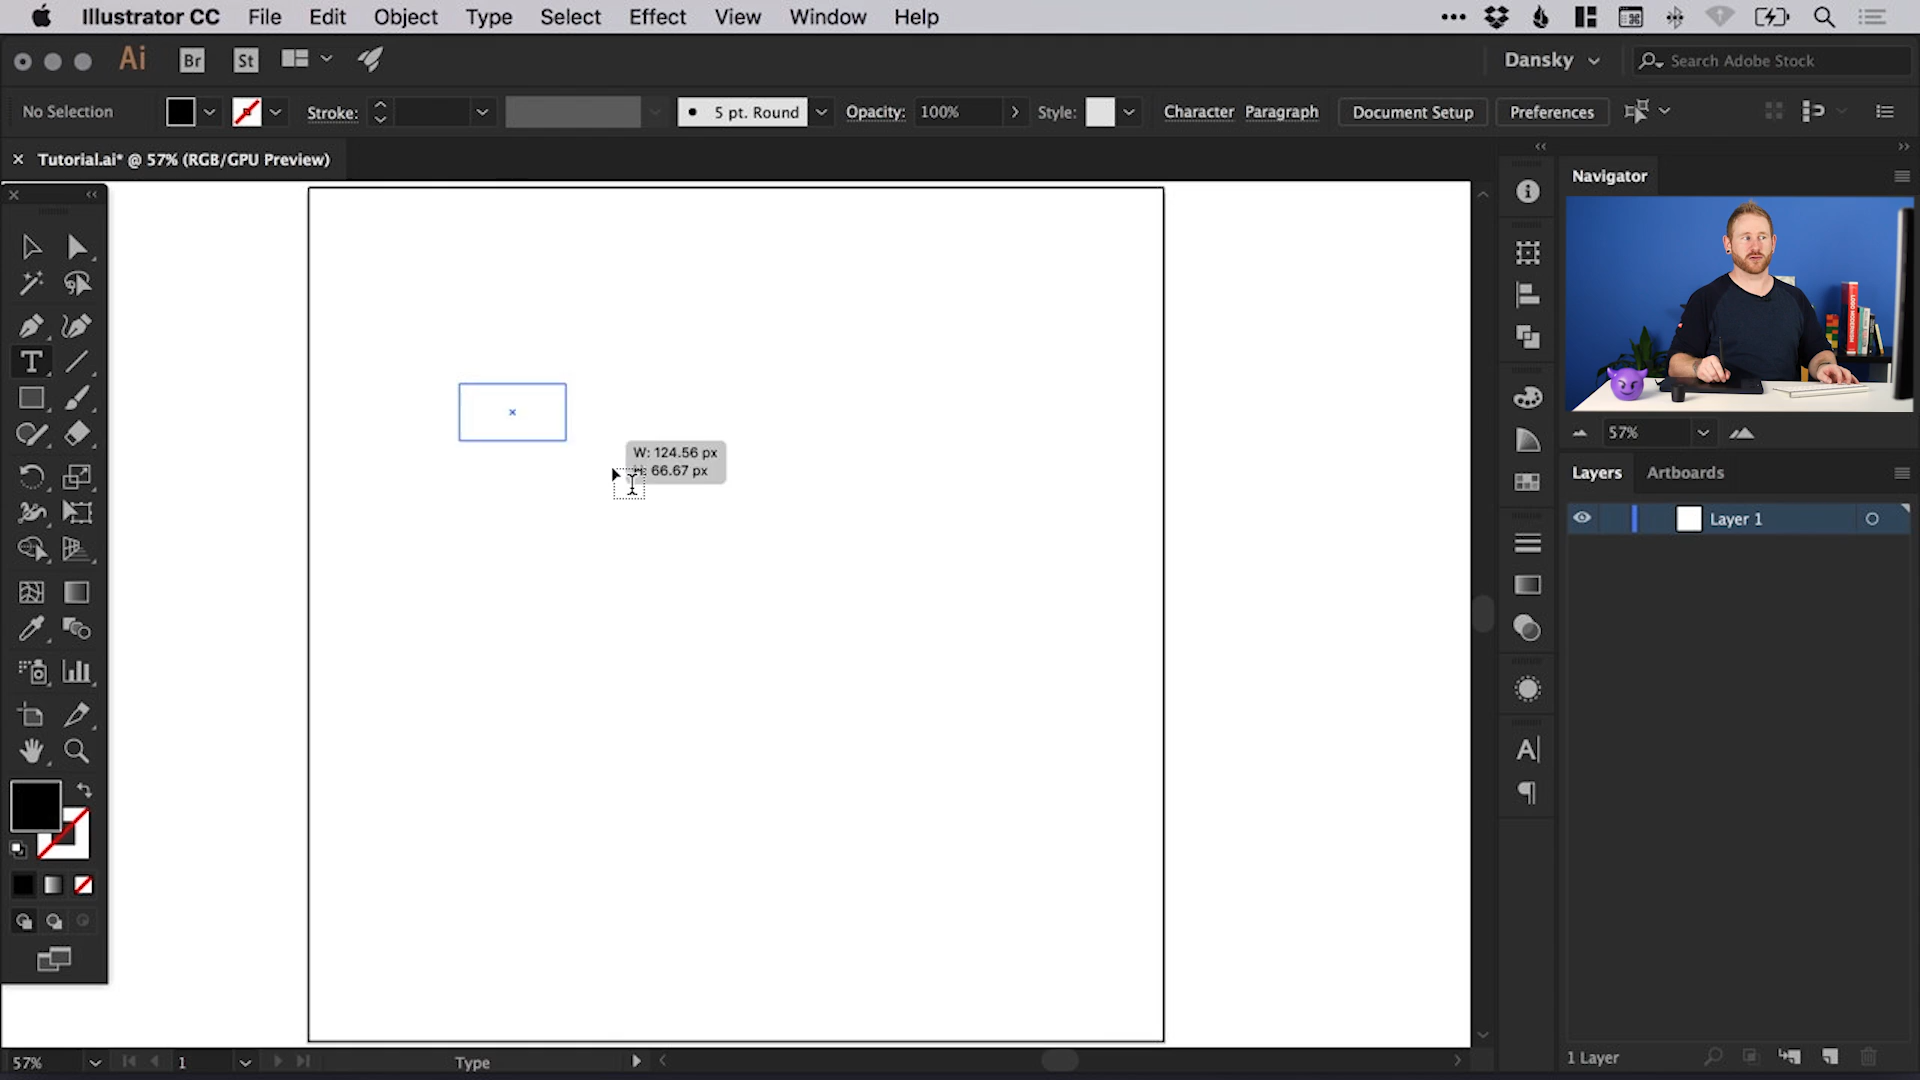 Illustrator CC File Edit Object Type Select Effect View Window Help
Ai Br St Dansky Search Adobe Stock
No Selection Stroke: 5 pt. Round Opacity: 100% Style: Character Paragraph Document Setup Preferences
Tutorial.ai* @ 57% (RGB/GPU Preview)
Navigator
W: 124.56 px
H: 66.67 px
57%
Layers Artboards
Layer 1
57% 1 Type
1 Layer